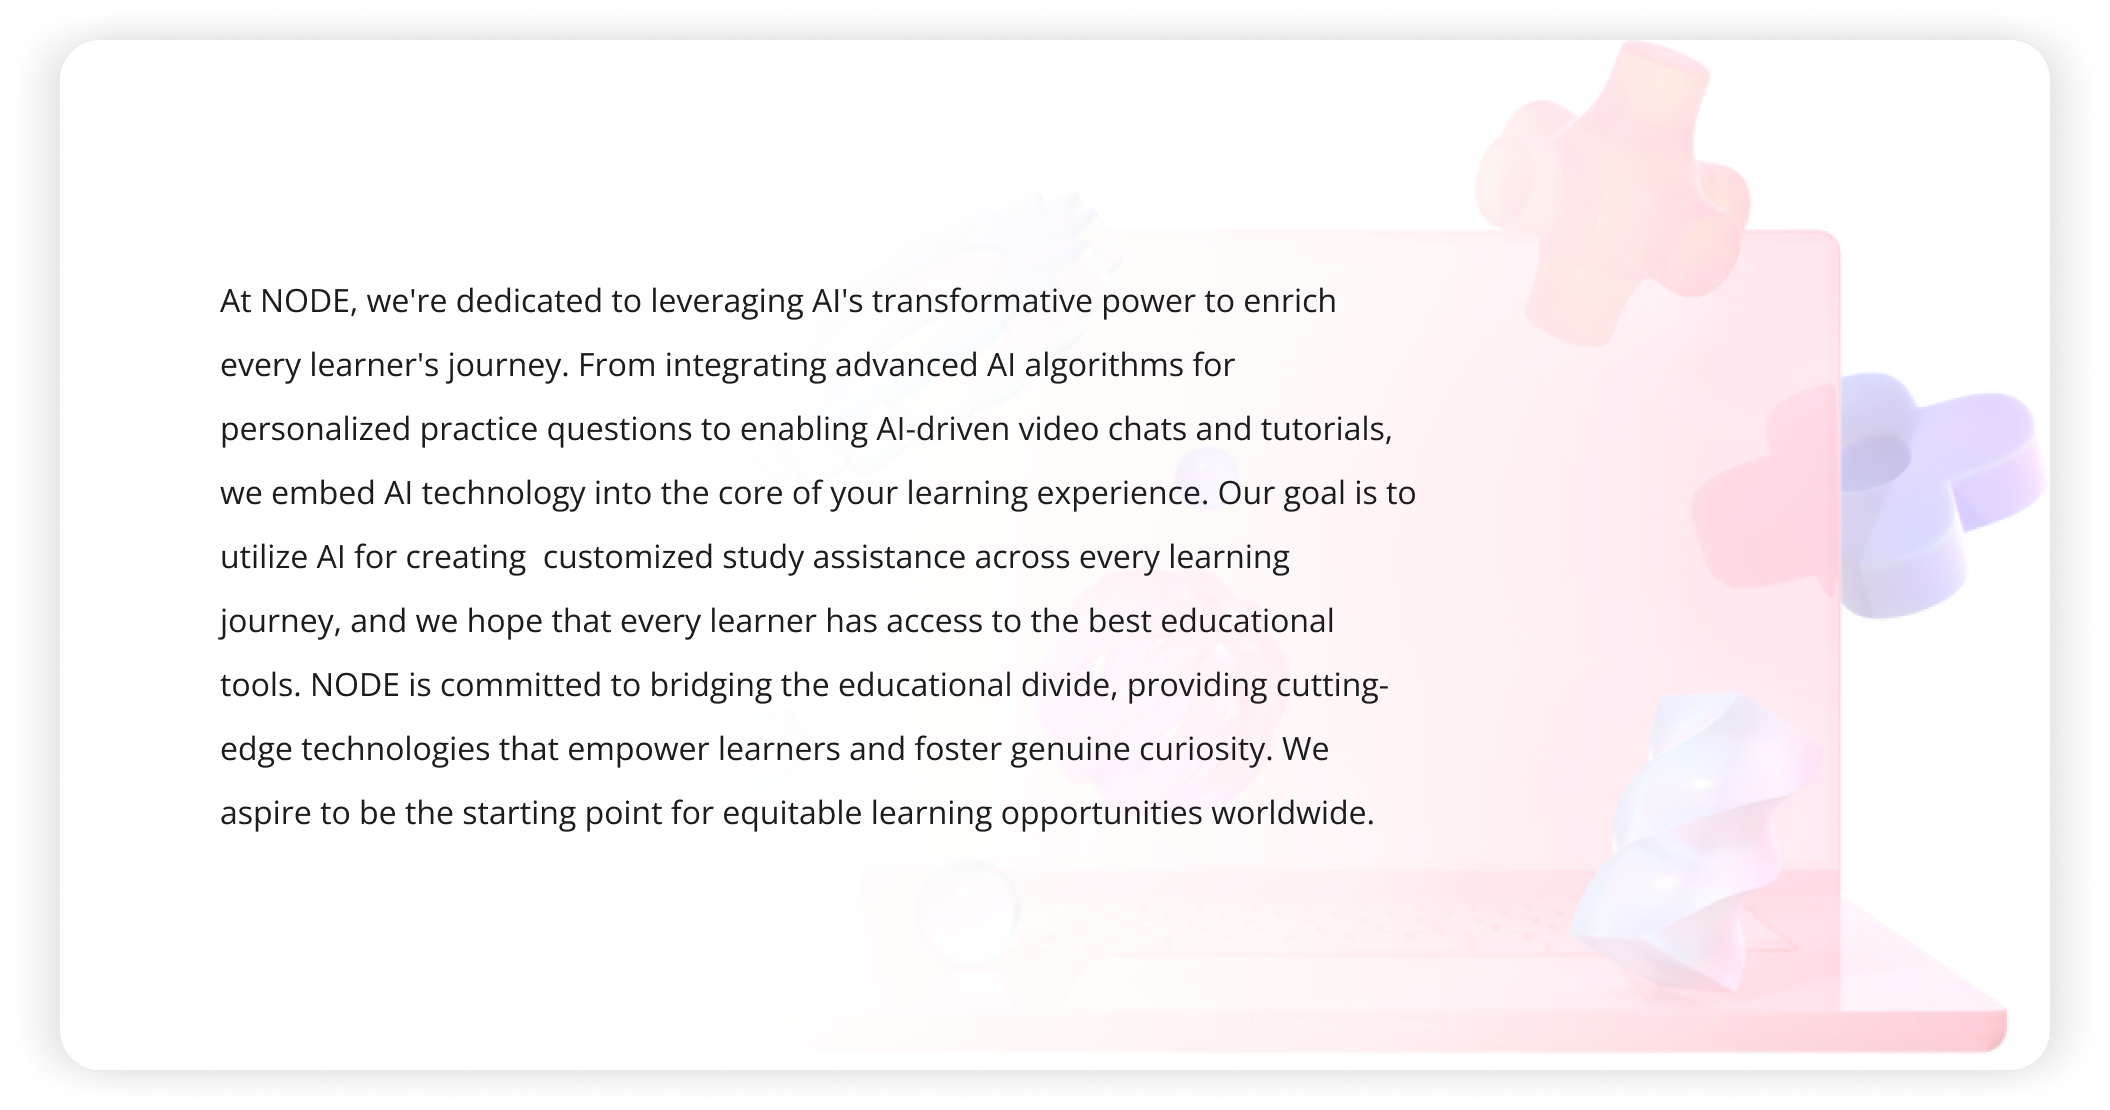 At NODE, we're dedicated to leveraging AI's transformative power to enrich
every learner's journey. From integrating advanced AI algorithms for
personalized practice questions to enabling AI-driven video chats and tutorials,
we embed AI technology into the core of your learning experience. Our goal is to
utilize AI for creating  customized study assistance across every learning
journey, and we hope that every learner has access to the best educational
tools. NODE is committed to bridging the educational divide, providing cutting-
edge technologies that empower learners and foster genuine curiosity. We
aspire to be the starting point for equitable learning opportunities worldwide.